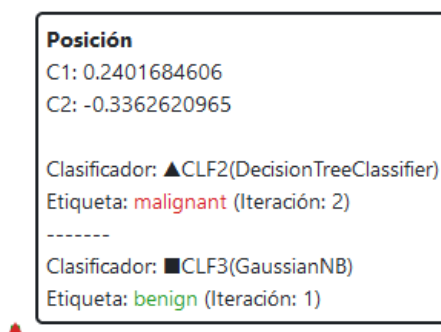 Posición
C1: 0.2401684606
C2: -0.3362620965
Clasificador: ▲CLF2(DecisionTreeClassifier)
Etiqueta: malignant (Iteración: 2)
-------
Clasificador: ■CLF3(GaussianNB)
Etiqueta: benign (Iteración: 1)